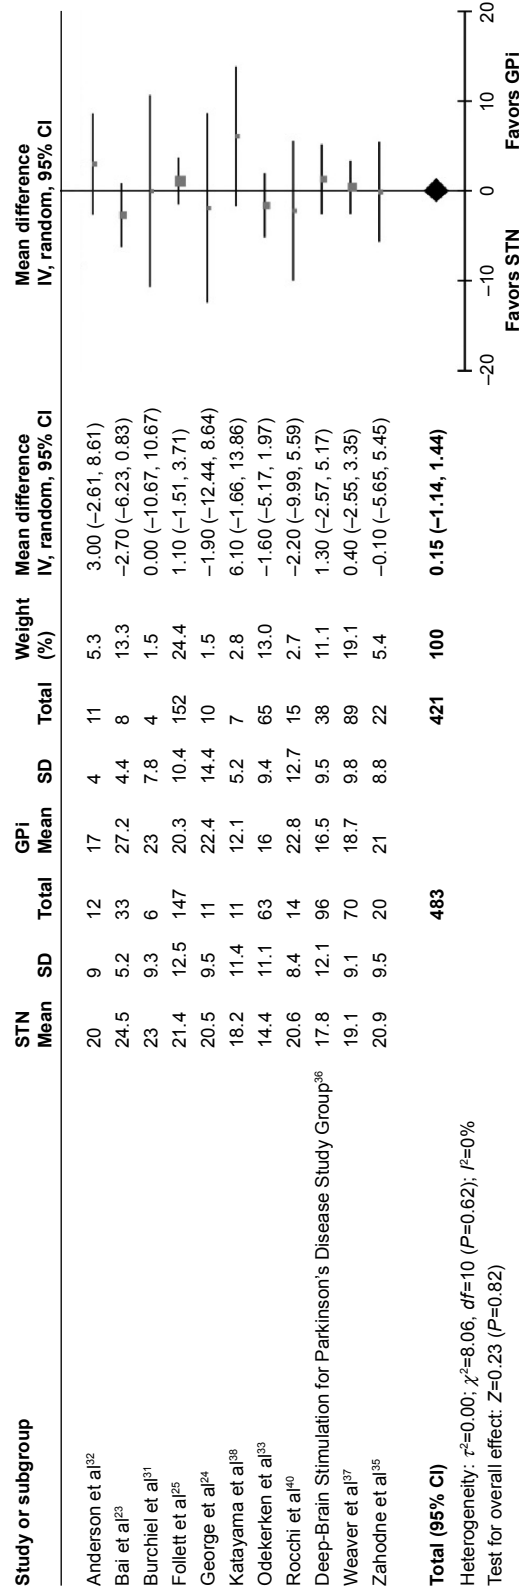 STN GPi Weight Mean difference Mean difference
Study or subgroup Mean SD Total Mean SD Total (%) IV, random, 95% CI IV, random, 95% CI
Anderson et al32 20 9 12 17 4 11 5.3 3.00 (−2.61, 8.61)
Bai et al23 24.5 5.2 33 27.2 4.4 8 13.3 −2.70 (−6.23, 0.83)
Burchiel et al31 23 9.3 6 23 7.8 4 1.5 0.00 (−10.67, 10.67)
Follett et al25 21.4 12.5 147 20.3 10.4 152 24.4 1.10 (−1.51, 3.71)
George et al24 20.5 9.5 11 22.4 14.4 10 1.5 −1.90 (−12.44, 8.64)
Katayama et al38 18.2 11.4 11 12.1 5.2 7 2.8 6.10 (−1.66, 13.86)
Odekerken et al33 14.4 11.1 63 16 9.4 65 13.0 −1.60 (−5.17, 1.97)
Rocchi et al40 20.6 8.4 14 22.8 12.7 15 2.7 −2.20 (−9.99, 5.59)
Deep-Brain Stimulation for Parkinson's Disease Study Group36 17.8 12.1 96 16.5 9.5 38 11.1 1.30 (−2.57, 5.17)
Weaver et al37 19.1 9.1 70 18.7 9.8 89 19.1 0.40 (−2.55, 3.35)
Zahodne et al35 20.9 9.5 20 21 8.8 22 5.4 −0.10 (−5.65, 5.45)
Total (95% CI) 483 421 100 0.15 (−1.14, 1.44)
Heterogeneity: τ²=0.00; χ²=8.06, df=10 (P=0.62); I²=0%
Test for overall effect: Z=0.23 (P=0.82)
−20 −10 0 10 20
Favors STN Favors GPi